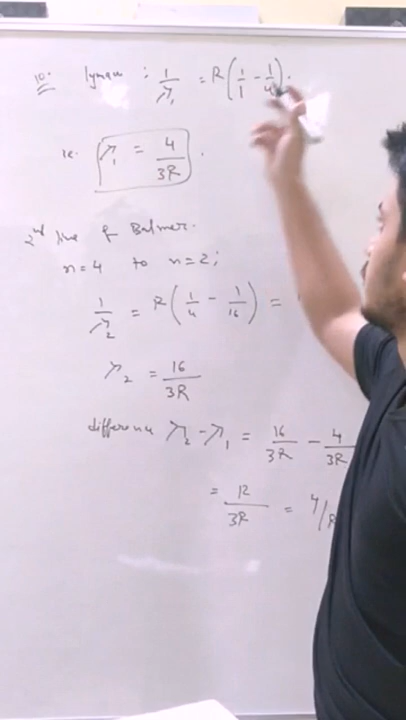 10. Lyman : 1/λ₁ = R(1/1 - 1/4).
ie. λ₁ = 4/3R .
2nd line of Balmer.
n=4 to n=2;
1/λ₂ = R(1/4 - 1/16) =
λ₂ = 16/3R
difference λ₂-λ₁ = 16/3R - 4/3R
= 12/3R = 4/R